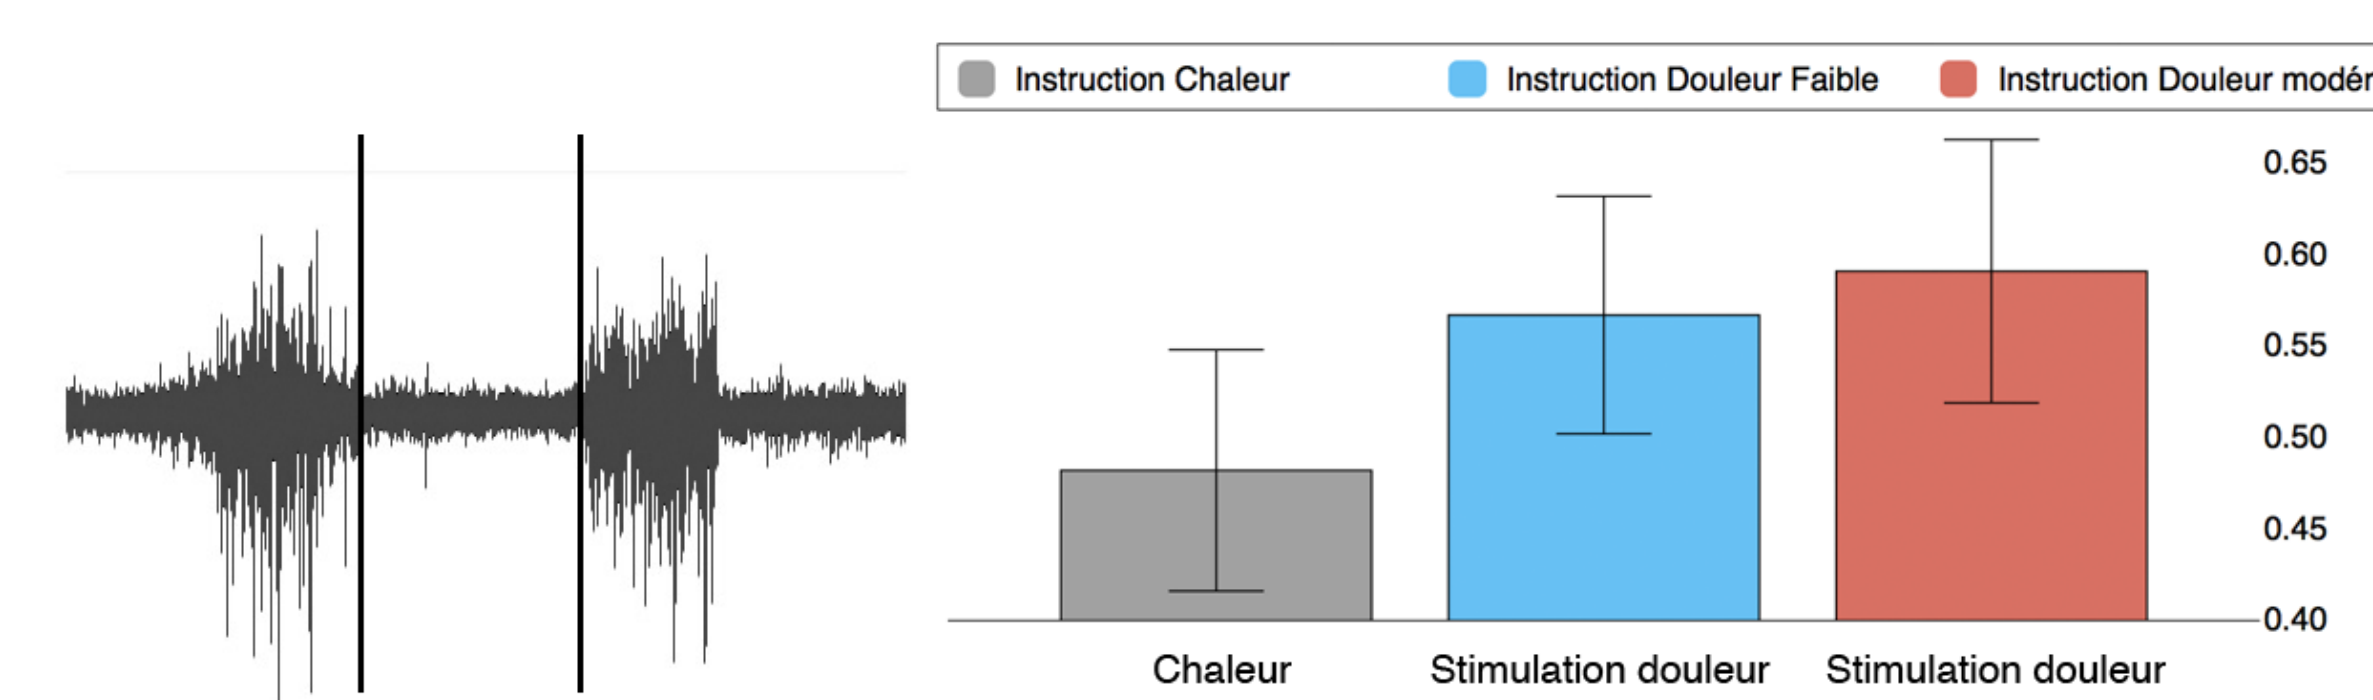 Instruction Chaleur
Instruction Douleur Faible
Instruction Douleur modér
0.65
0.60
0.55
0.50
0.45
0.40
Chaleur
Stimulation douleur
Stimulation douleur